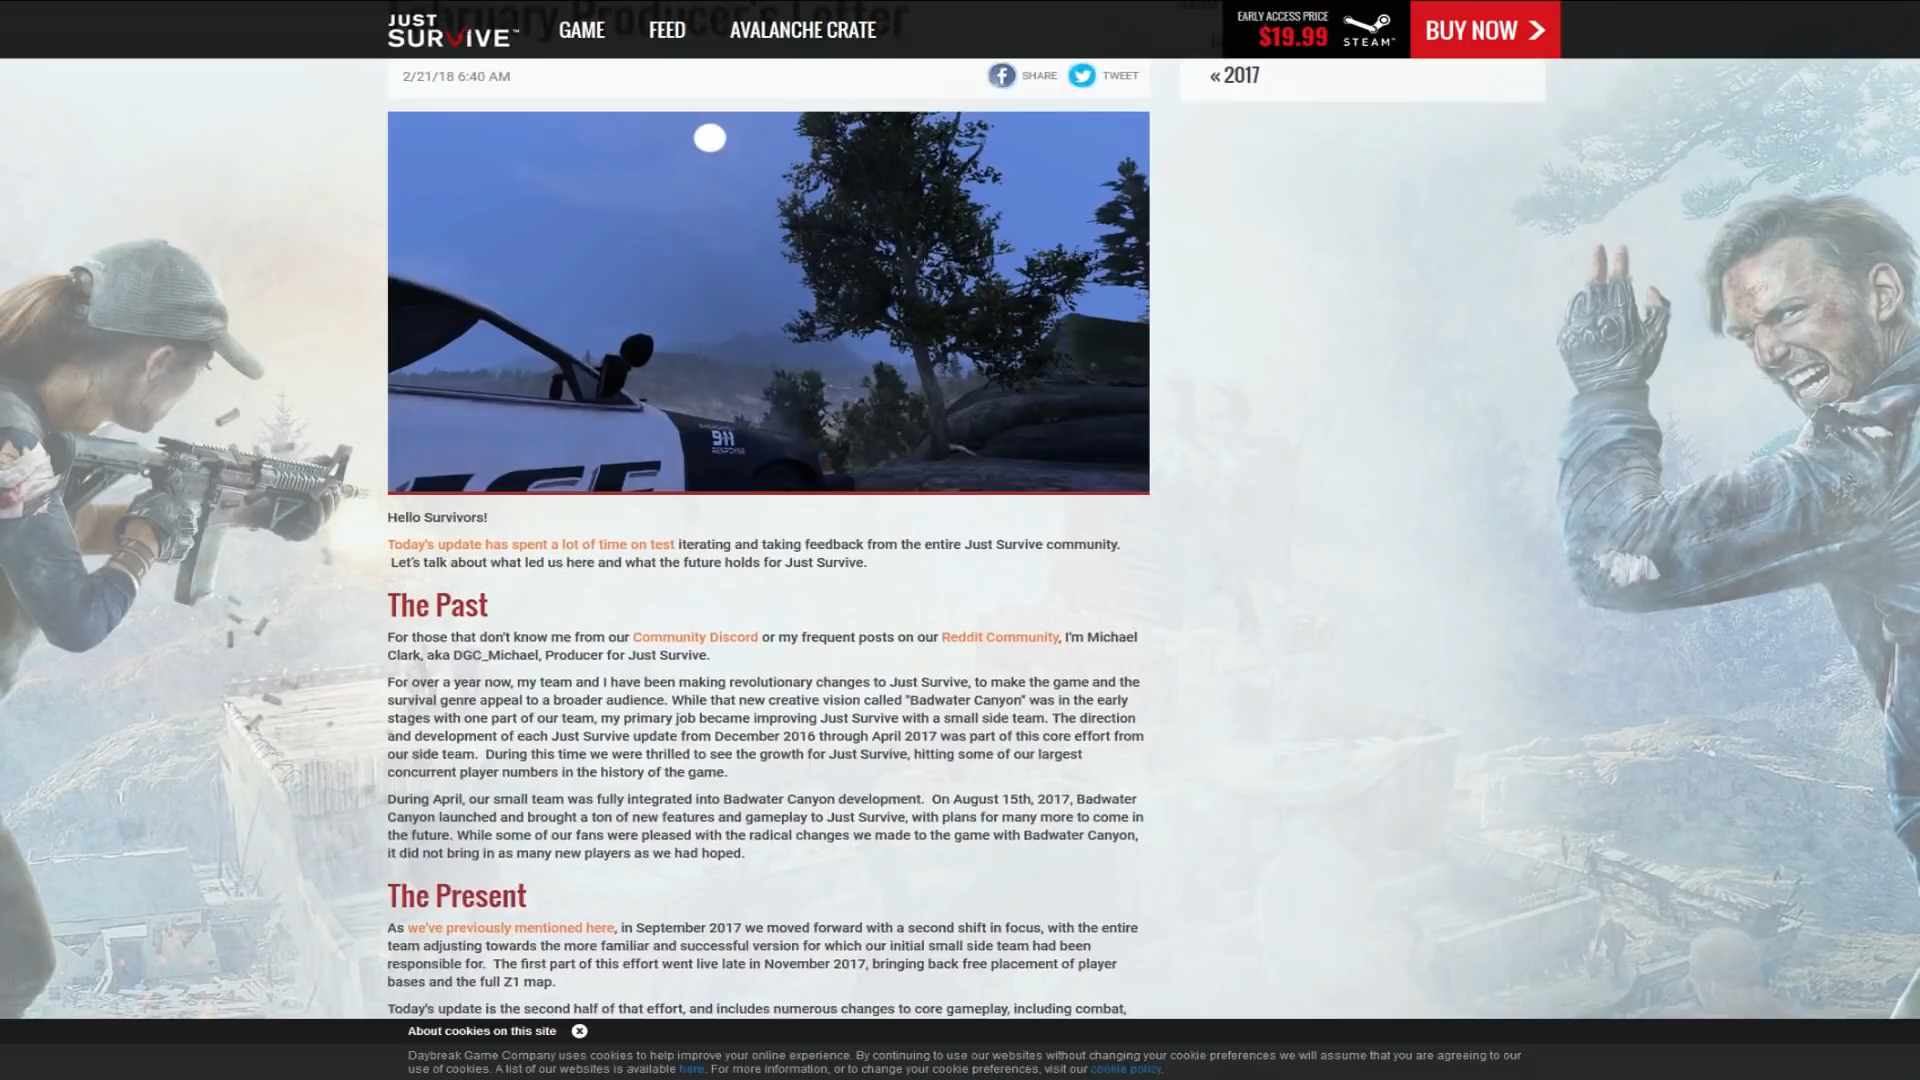 February Producer's Letter
JUST
SURVIVE™
GAME
FEED
AVALANCHE CRATE
EARLY ACCESS PRICE
$19.99
STEAM™
BUY NOW
2/21/18 6:40 AM
SHARE
TWEET
« 2017
911
RESPONSE
Hello Survivors!
Today's update has spent a lot of time on test iterating and taking feedback from the entire Just Survive community.
Let's talk about what led us here and what the future holds for Just Survive.
The Past
For those that don't know me from our Community Discord or my frequent posts on our Reddit Community, I'm Michael
Clark, aka DGC_Michael, Producer for Just Survive.
For over a year now, my team and I have been making revolutionary changes to Just Survive, to make the game and the
survival genre appeal to a broader audience. While that new creative vision called "Badwater Canyon" was in the early
stages with one part of our team, my primary job became improving Just Survive with a small side team. The direction
and development of each Just Survive update from December 2016 through April 2017 was part of this core effort from
our side team. During this time we were thrilled to see the growth for Just Survive, hitting some of our largest
concurrent player numbers in the history of the game.
During April, our small team was fully integrated into Badwater Canyon development. On August 15th, 2017, Badwater
Canyon launched and brought a ton of new features and gameplay to Just Survive, with plans for many more to come in
the future. While some of our fans were pleased with the radical changes we made to the game with Badwater Canyon,
it did not bring in as many new players as we had hoped.
The Present
As we've previously mentioned here, in September 2017 we moved forward with a second shift in focus, with the entire
team adjusting towards the more familiar and successful version for which our initial small side team had been
responsible for. The first part of this effort went live late in November 2017, bringing back free placement of player
bases and the full Z1 map.
Today's update is the second half of that effort, and includes numerous changes to core gameplay, including combat,
About cookies on this site
Daybreak Game Company uses cookies to help improve your online experience. By continuing to use our websites without changing your cookie preferences we will assume that you are agreeing to our
use of cookies. A list of our websites is available here. For more information, or to change your cookie preferences, visit our cookie policy.